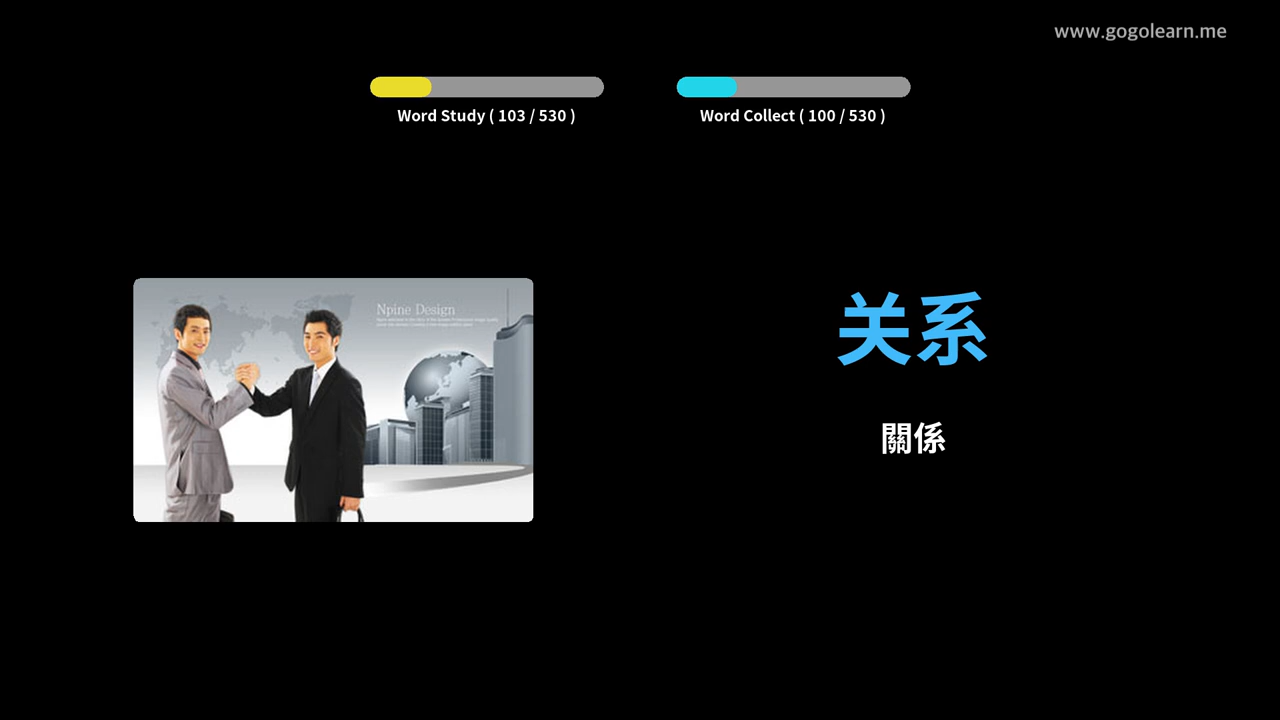 www.gogolearn.me
Word Study ( 103 / 530 )
Word Collect ( 100 / 530 )
Npine Design
关系
關係